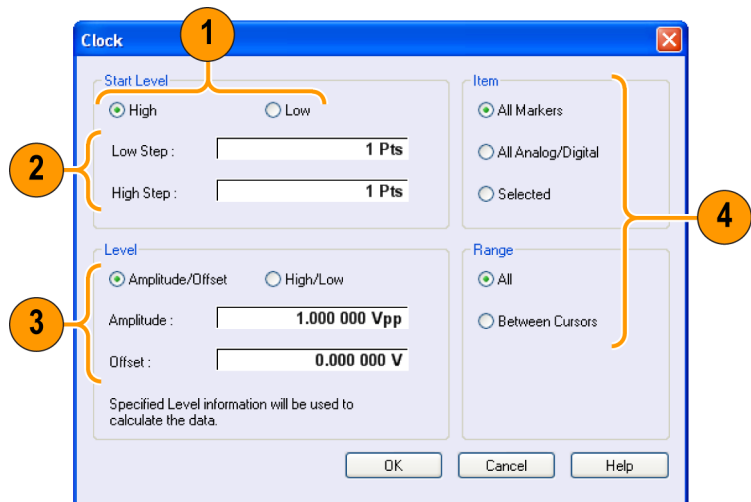 1
Clock
Start Level
High
Low
Low Step :
1 Pts
High Step :
1 Pts
2
Item
All Markers
All Analog/Digital
Selected
4
Level
Amplitude/Offset
High/Low
Amplitude :
1.000 000 Vpp
Offset :
0.000 000 V
3
Specified Level information will be used to
calculate the data.
Range
All
Between Cursors
OK
Cancel
Help